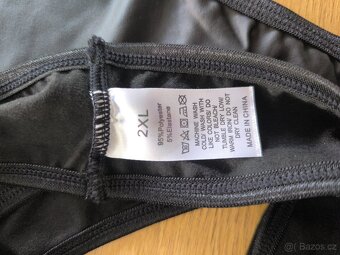 2XL
95%Polyester
5%Elastane
MACHINE WASH
COLD/ WASH WITH
LIKE COLORS/ DO
NOT BLEACH/
TUMBLE DRY LOW/
WARM IRON/ DO NOT
DRY CLEAN
MADE IN CHINA
Bazos.cz